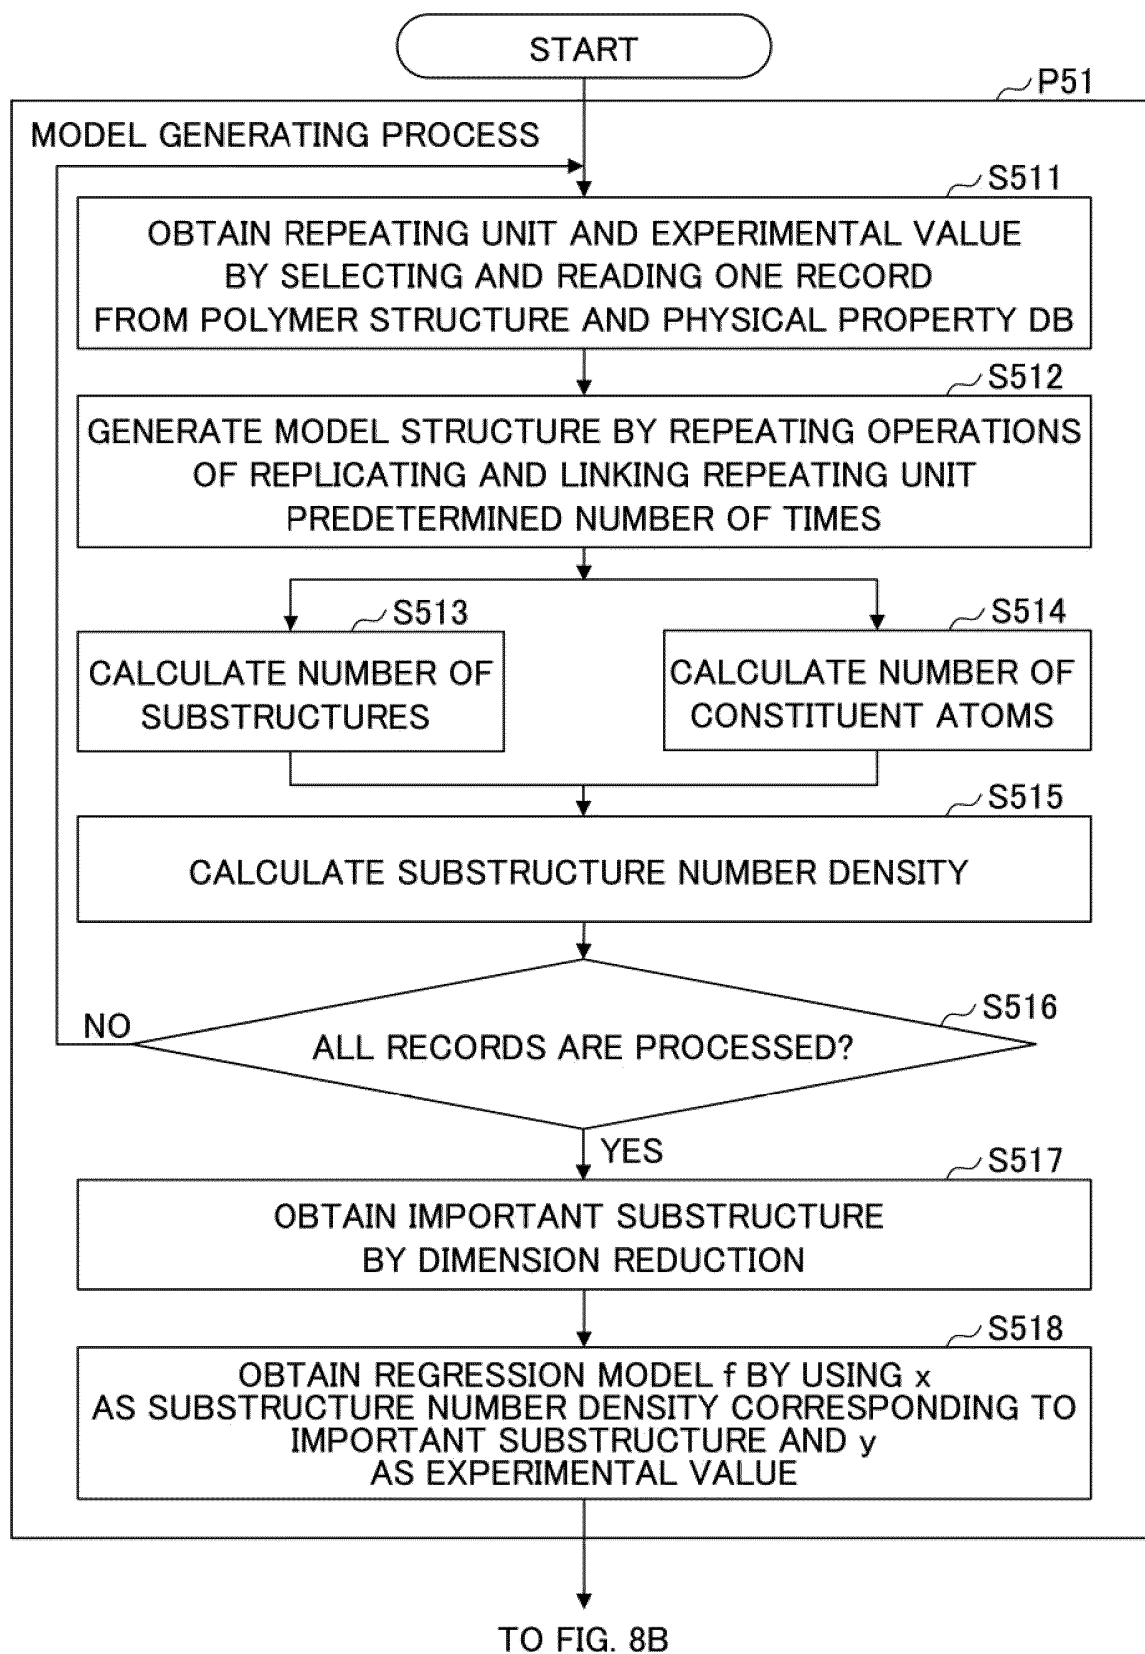 START
P51
MODEL GENERATING PROCESS
S511
OBTAIN REPEATING UNIT AND EXPERIMENTAL VALUE
BY SELECTING AND READING ONE RECORD
FROM POLYMER STRUCTURE AND PHYSICAL PROPERTY DB
S512
GENERATE MODEL STRUCTURE BY REPEATING OPERATIONS
OF REPLICATING AND LINKING REPEATING UNIT
PREDETERMINED NUMBER OF TIMES
S513
CALCULATE NUMBER OF
SUBSTRUCTURES
S514
CALCULATE NUMBER OF
CONSTITUENT ATOMS
S515
CALCULATE SUBSTRUCTURE NUMBER DENSITY
S516
ALL RECORDS ARE PROCESSED?
NO
YES
S517
OBTAIN IMPORTANT SUBSTRUCTURE
BY DIMENSION REDUCTION
S518
OBTAIN REGRESSION MODEL f BY USING x
AS SUBSTRUCTURE NUMBER DENSITY CORRESPONDING TO
IMPORTANT SUBSTRUCTURE AND y
AS EXPERIMENTAL VALUE
TO FIG. 8B